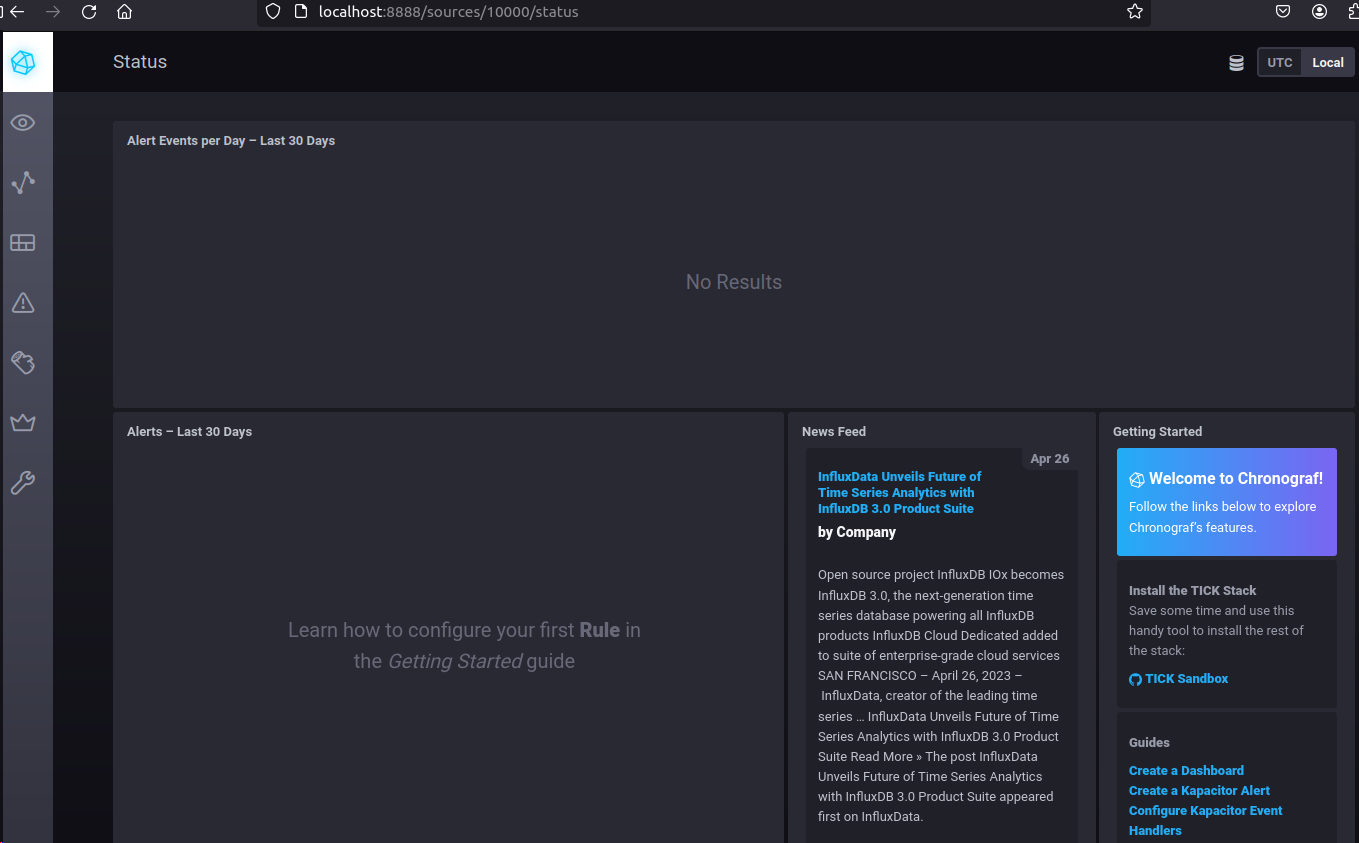 localhost:8888/sources/10000/status
Status
UTC
Local
Alert Events per Day – Last 30 Days
No Results
Alerts – Last 30 Days
Learn how to configure your first Rule in
the Getting Started guide
News Feed
Apr 26
InfluxData Unveils Future of
Time Series Analytics with
InfluxDB 3.0 Product Suite
by Company
Open source project InfluxDB IOx becomes
InfluxDB 3.0, the next-generation time
series database powering all InfluxDB
products InfluxDB Cloud Dedicated added
to suite of enterprise-grade cloud services
SAN FRANCISCO – April 26, 2023 –
InfluxData, creator of the leading time
series … InfluxData Unveils Future of Time
Series Analytics with InfluxDB 3.0 Product
Suite Read More » The post InfluxData
Unveils Future of Time Series Analytics
with InfluxDB 3.0 Product Suite appeared
first on InfluxData.
Getting Started
Welcome to Chronograf!
Follow the links below to explore
Chronograf’s features.
Install the TICK Stack
Save some time and use this
handy tool to install the rest of
the stack:
TICK Sandbox
Guides
Create a Dashboard
Create a Kapacitor Alert
Configure Kapacitor Event
Handlers